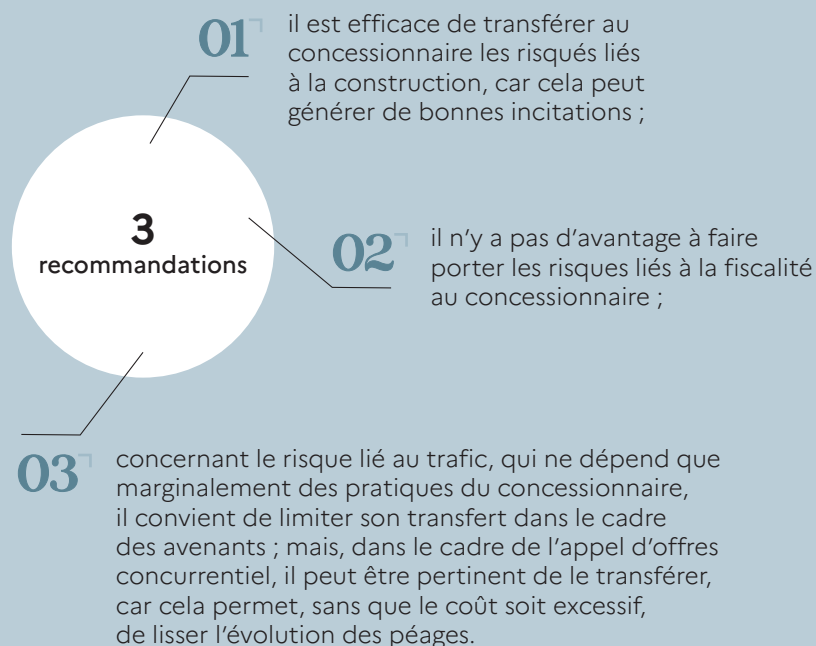 01
il est efficace de transférer au
concessionnaire les risqués liés
à la construction, car cela peut
générer de bonnes incitations ;
3
recommandations
02
il n'y a pas d'avantage à faire
porter les risques liés à la fiscalité
au concessionnaire ;
03
concernant le risque lié au trafic, qui ne dépend que
marginalement des pratiques du concessionnaire,
il convient de limiter son transfert dans le cadre
des avenants ; mais, dans le cadre de l'appel d'offres
concurrentiel, il peut être pertinent de le transférer,
car cela permet, sans que le coût soit excessif,
de lisser l'évolution des péages.